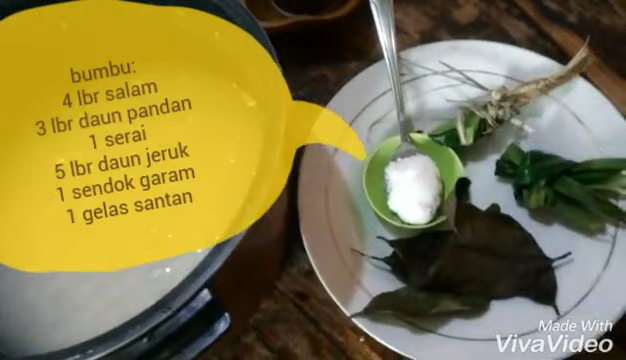 bumbu:
4 lbr salam
3 lbr daun pandan
1 serai
5 lbr daun jeruk
1 sendok garam
1 gelas santan
Made With
VivaVideo